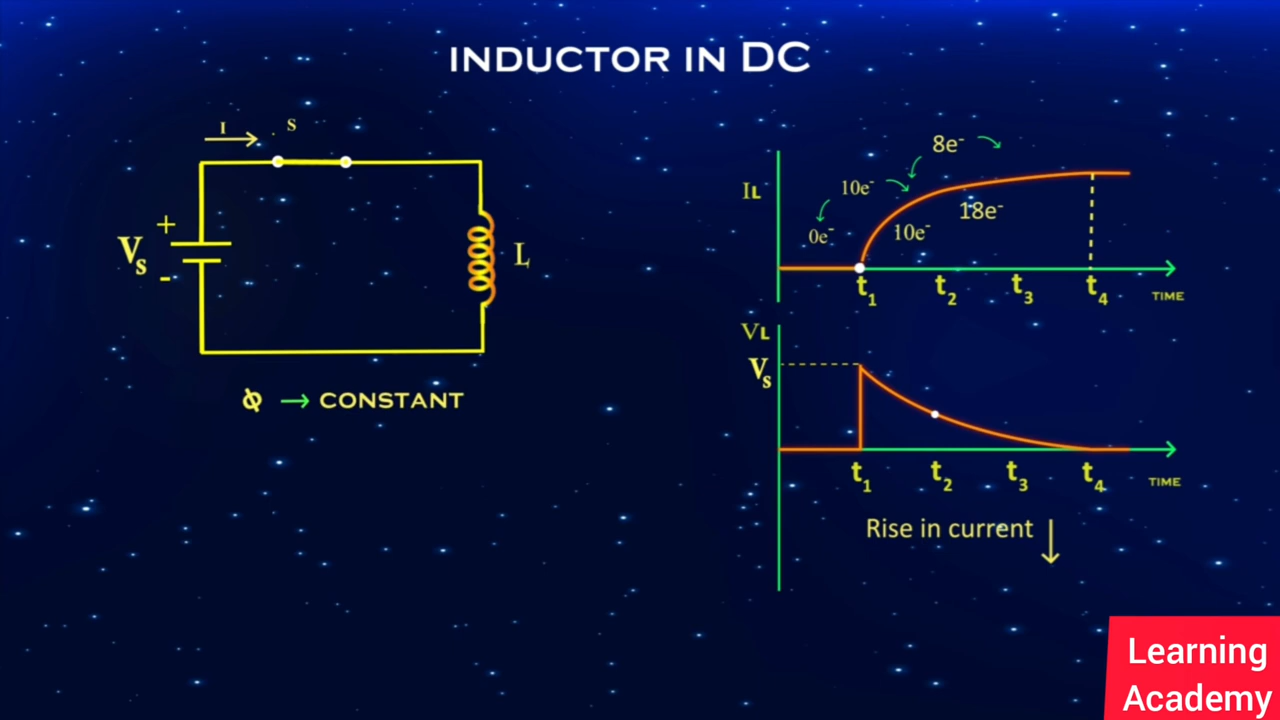 INDUCTOR IN DC
I
S
+
Vs
-
L
ϕ → CONSTANT
IL
0e-
10e-
8e-
10e-
18e-
t1
t2
t3
t4
TIME
VL
Vs
t1
t2
t3
t4
TIME
Rise in current ↓
Learning
Academy